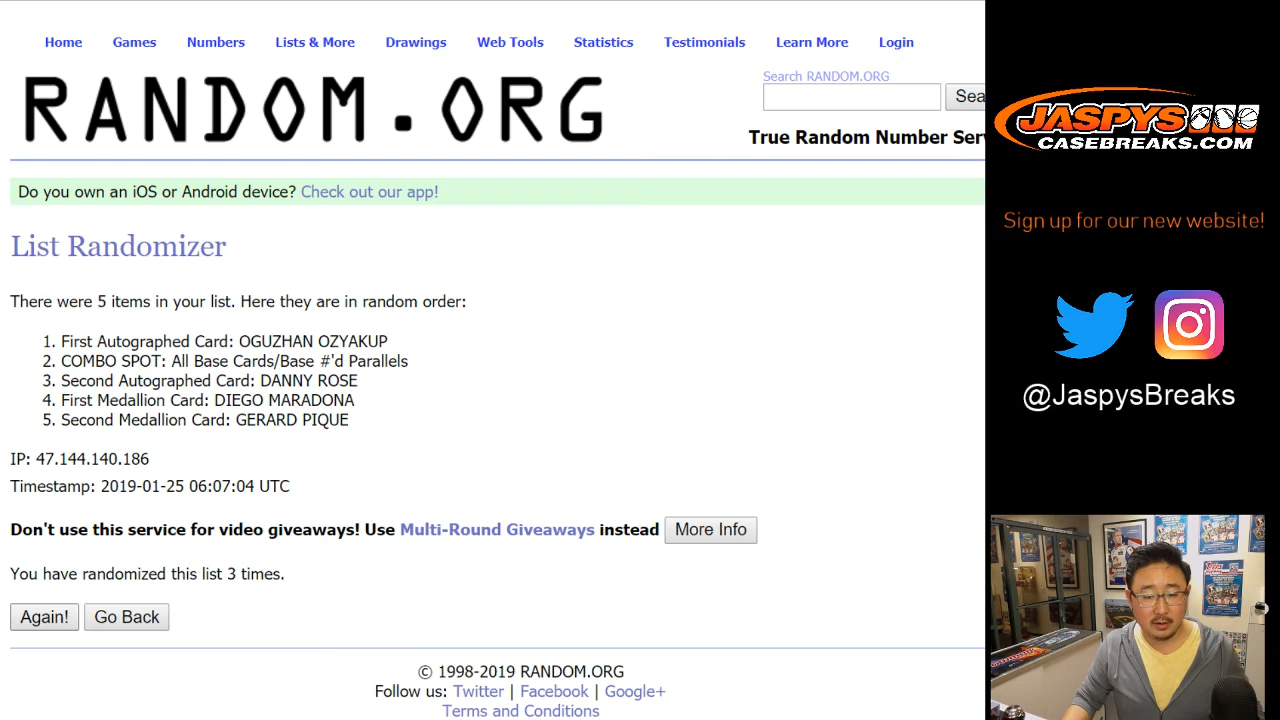 Home Games Numbers Lists & More Drawings Web Tools Statistics Testimonials Learn More Login
RANDOM.ORG
Search RANDOM.ORG
Sea
True Random Number Ser
Do you own an iOS or Android device? Check out our app!
List Randomizer
There were 5 items in your list. Here they are in random order:
1. First Autographed Card: OGUZHAN OZYAKUP
2. COMBO SPOT: All Base Cards/Base #'d Parallels
3. Second Autographed Card: DANNY ROSE
4. First Medallion Card: DIEGO MARADONA
5. Second Medallion Card: GERARD PIQUE
IP: 47.144.140.186
Timestamp: 2019-01-25 06:07:04 UTC
Don't use this service for video giveaways! Use Multi-Round Giveaways instead More Info
You have randomized this list 3 times.
Again! Go Back
© 1998-2019 RANDOM.ORG
Follow us: Twitter | Facebook | Google+
Terms and Conditions
JASPYS
CASEBREAKS.COM
Sign up for our new website!
@JaspysBreaks